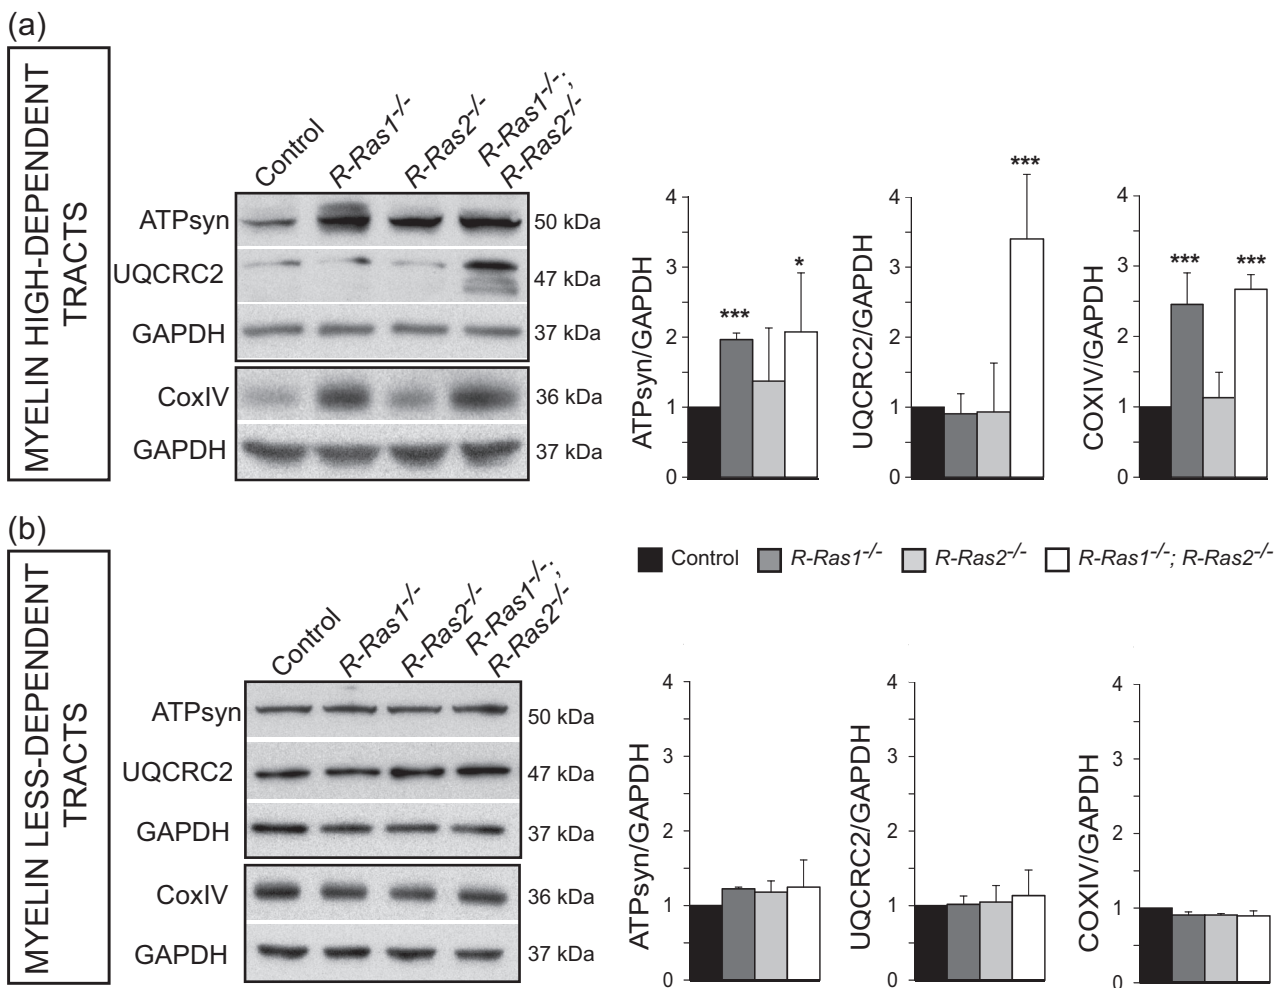 (a)
MYELIN HIGH-DEPENDENT
TRACTS
Control
R-Ras1-/-
R-Ras2-/-
R-Ras1-/-;
R-Ras2-/-
ATPsyn
50 kDa
UQCRC2
47 kDa
GAPDH
37 kDa
CoxIV
36 kDa
GAPDH
37 kDa
ATPsyn/GAPDH
4
3
2
1
0
***
*
UQCRC2/GAPDH
4
3
2
1
0
***
COXIV/GAPDH
4
3
2
1
0
***
***
Control
R-Ras1-/-
R-Ras2-/-
R-Ras1-/-; R-Ras2-/-
(b)
MYELIN LESS-DEPENDENT
TRACTS
Control
R-Ras1-/-
R-Ras2-/-
R-Ras1-/-;
R-Ras2-/-
ATPsyn
50 kDa
UQCRC2
47 kDa
GAPDH
37 kDa
CoxIV
36 kDa
GAPDH
37 kDa
ATPsyn/GAPDH
4
3
2
1
0
UQCRC2/GAPDH
4
3
2
1
0
COXIV/GAPDH
4
3
2
1
0